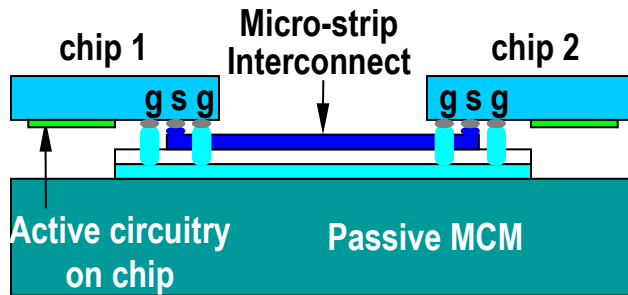 chip 1
Micro-strip
Interconnect
chip 2
g s g
g s g
Active circuitry
on chip
Passive MCM